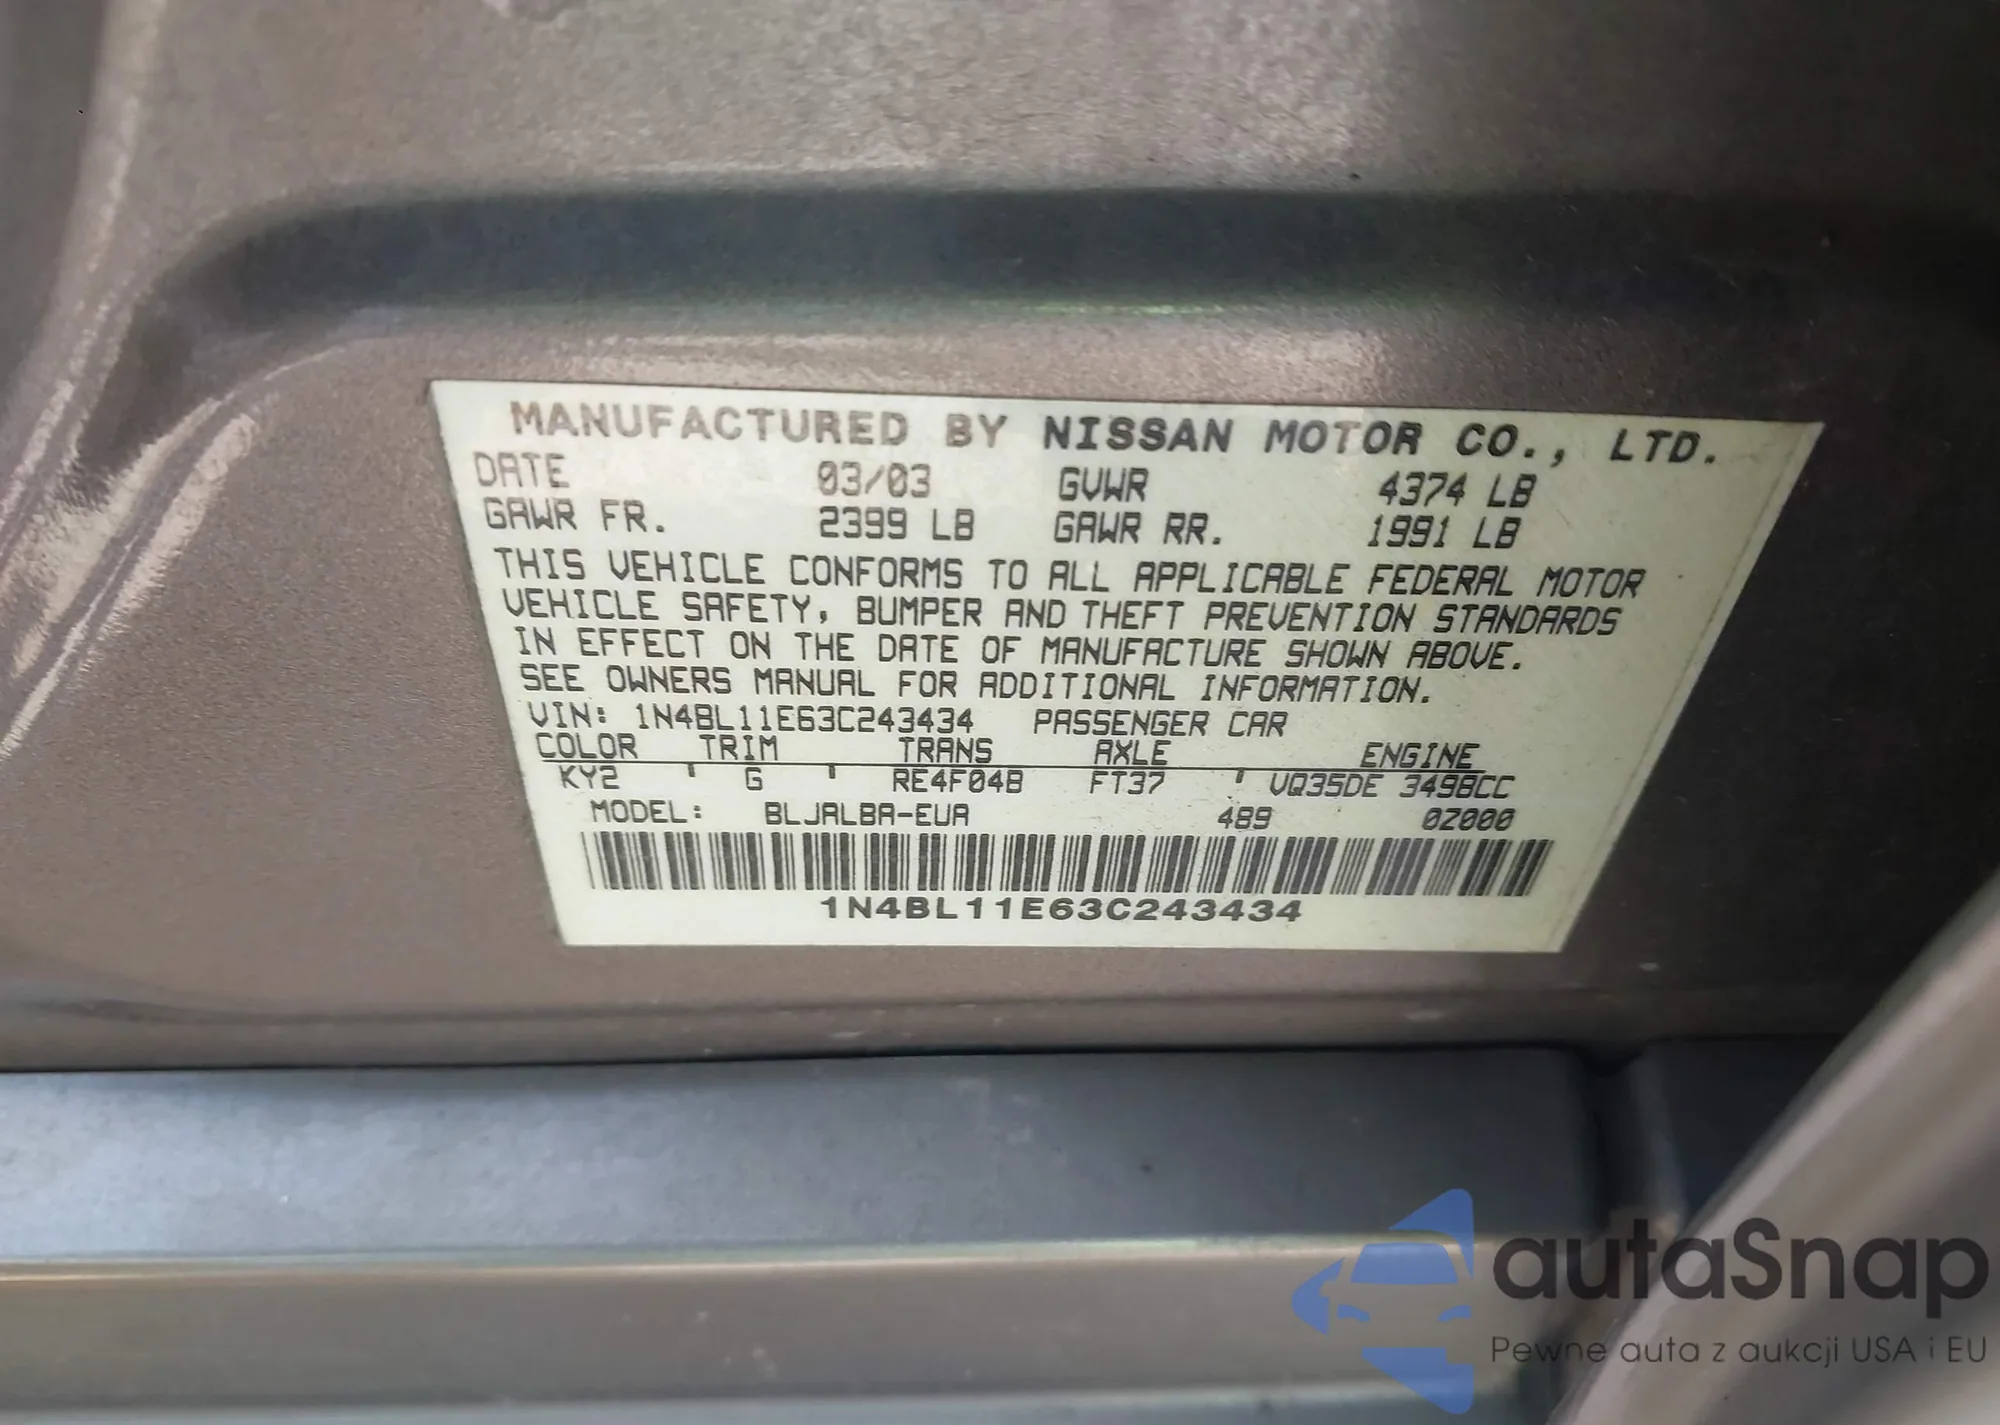 MANUFACTURED BY NISSAN MOTOR CO., LTD.
DATE 03/03 GVWR 4374 LB
GAWR FR. 2399 LB GAWR RR. 1991 LB
THIS VEHICLE CONFORMS TO ALL APPLICABLE FEDERAL MOTOR
VEHICLE SAFETY, BUMPER AND THEFT PREVENTION STANDARDS
IN EFFECT ON THE DATE OF MANUFACTURE SHOWN ABOVE.
SEE OWNERS MANUAL FOR ADDITIONAL INFORMATION.
VIN: 1N4BL11E63C243434 PASSENGER CAR
COLOR TRIM TRANS AXLE ENGINE
KY2 ' G ' RE4F04B FT37 ' VQ35DE 3498CC
MODEL: BLJALBA-EUA 489 0Z000
1N4BL11E63C243434
autaSnap
Pewne auta z aukcji USA i EU